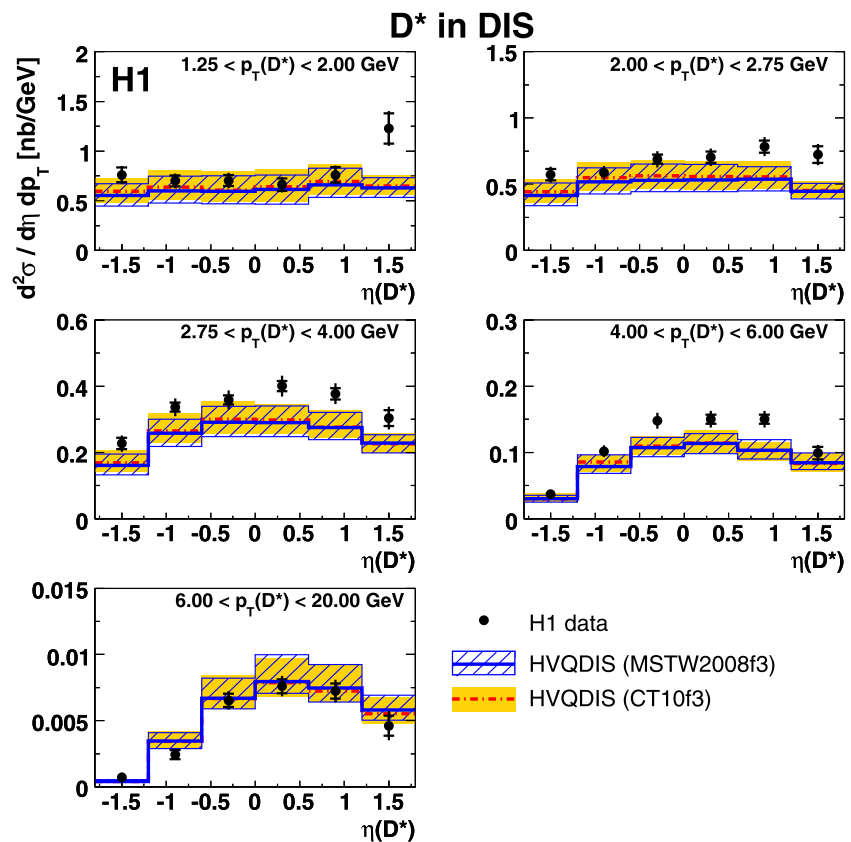 D* in DIS
d²σ / dη dp_T [nb/GeV]
H1
1.25 < p_T(D*) < 2.00 GeV
2
1.5
1
0.5
0
-1.5 -1 -0.5 0 0.5 1 1.5
η(D*)
2.00 < p_T(D*) < 2.75 GeV
1.5
1
0.5
0
-1.5 -1 -0.5 0 0.5 1 1.5
η(D*)
2.75 < p_T(D*) < 4.00 GeV
0.6
0.4
0.2
0
-1.5 -1 -0.5 0 0.5 1 1.5
η(D*)
4.00 < p_T(D*) < 6.00 GeV
0.3
0.2
0.1
0
-1.5 -1 -0.5 0 0.5 1 1.5
η(D*)
6.00 < p_T(D*) < 20.00 GeV
0.015
0.01
0.005
0
-1.5 -1 -0.5 0 0.5 1 1.5
η(D*)
H1 data
HVQDIS (MSTW2008f3)
HVQDIS (CT10f3)